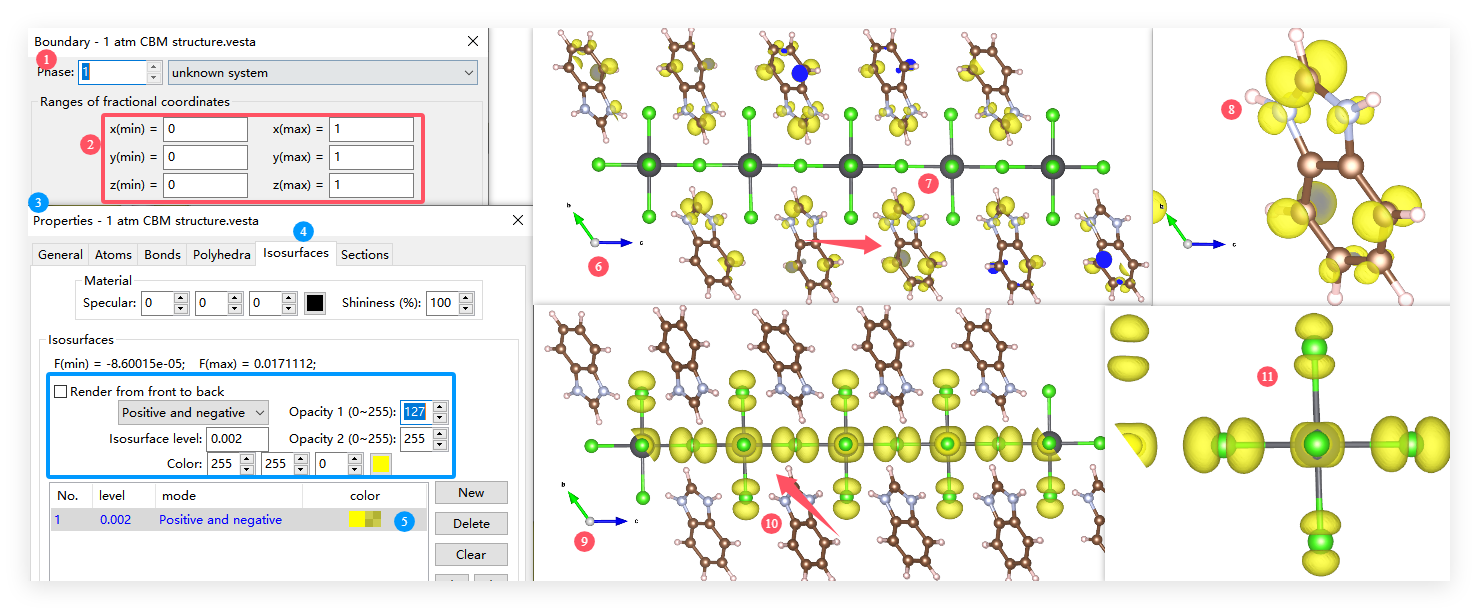 Boundary - 1 atm CBM structure.vesta
1
Phase: 1 unknown system
Ranges of fractional coordinates
2
x(min) = 0 x(max) = 1
y(min) = 0 y(max) = 1
z(min) = 0 z(max) = 1
3
Properties - 1 atm CBM structure.vesta
4
General Atoms Bonds Polyhedra Isosurfaces Sections
Material
Specular: 0 0 0 Shininess (%): 100
Isosurfaces
F(min) = -8.60015e-05; F(max) = 0.0171112;
Render from front to back
Positive and negative Opacity 1 (0~255): 127
Isosurface level: 0.002 Opacity 2 (0~255): 255
Color: 255 255 0
No. level mode color
1 0.002 Positive and negative
5
New
Delete
Clear
b
c
6
7
8
b
c
b
c
9
10
11